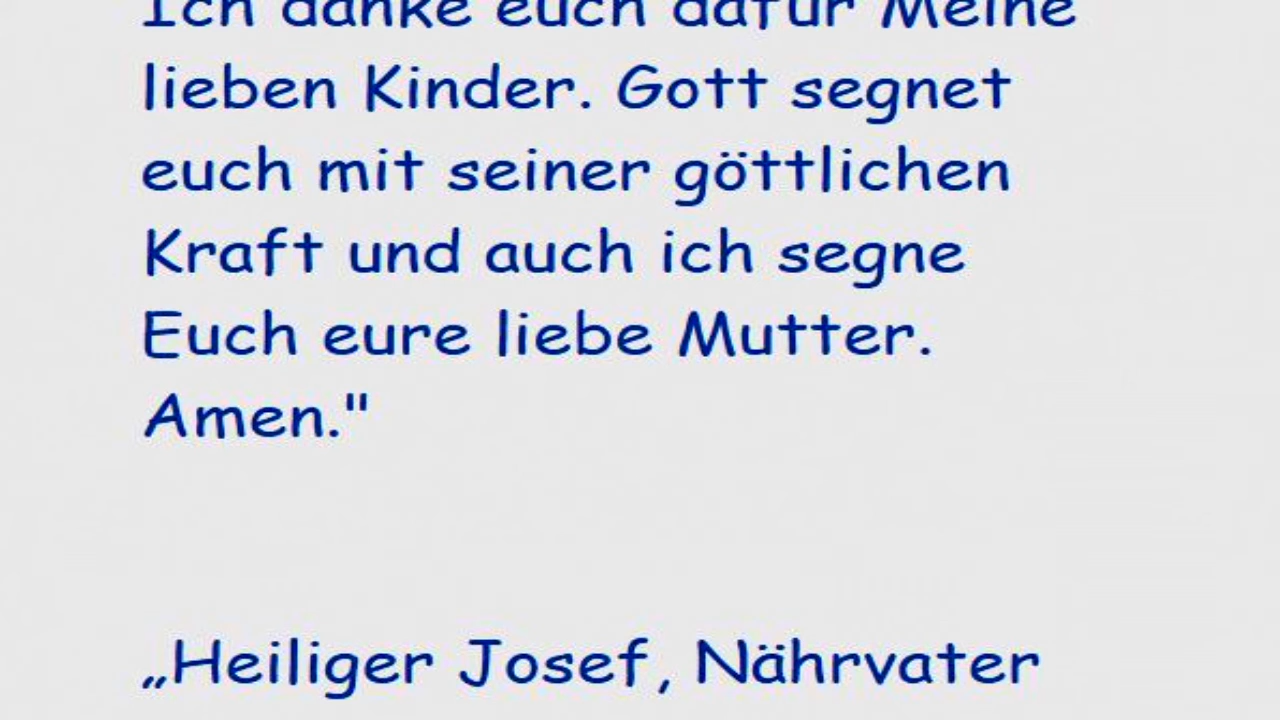 Ich danke euch dafür Meine
lieben Kinder. Gott segnet
euch mit seiner göttlichen
Kraft und auch ich segne
Euch eure liebe Mutter.
Amen."
„Heiliger Josef, Nährvater